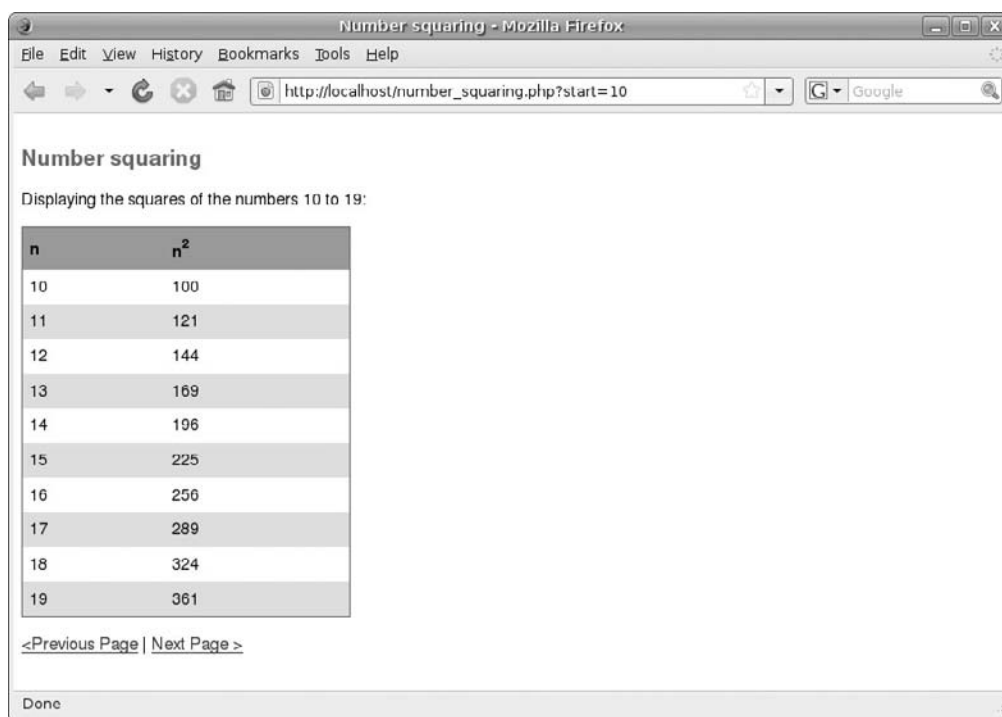 Number squaring - Mozilla Firefox
File Edit View History Bookmarks Tools Help
http://localhost/number_squaring.php?start=10
G Google
Number squaring
Displaying the squares of the numbers 10 to 19:
n n²
10 100
11 121
12 144
13 169
14 196
15 225
16 256
17 289
18 324
19 361
<Previous Page | Next Page >
Done